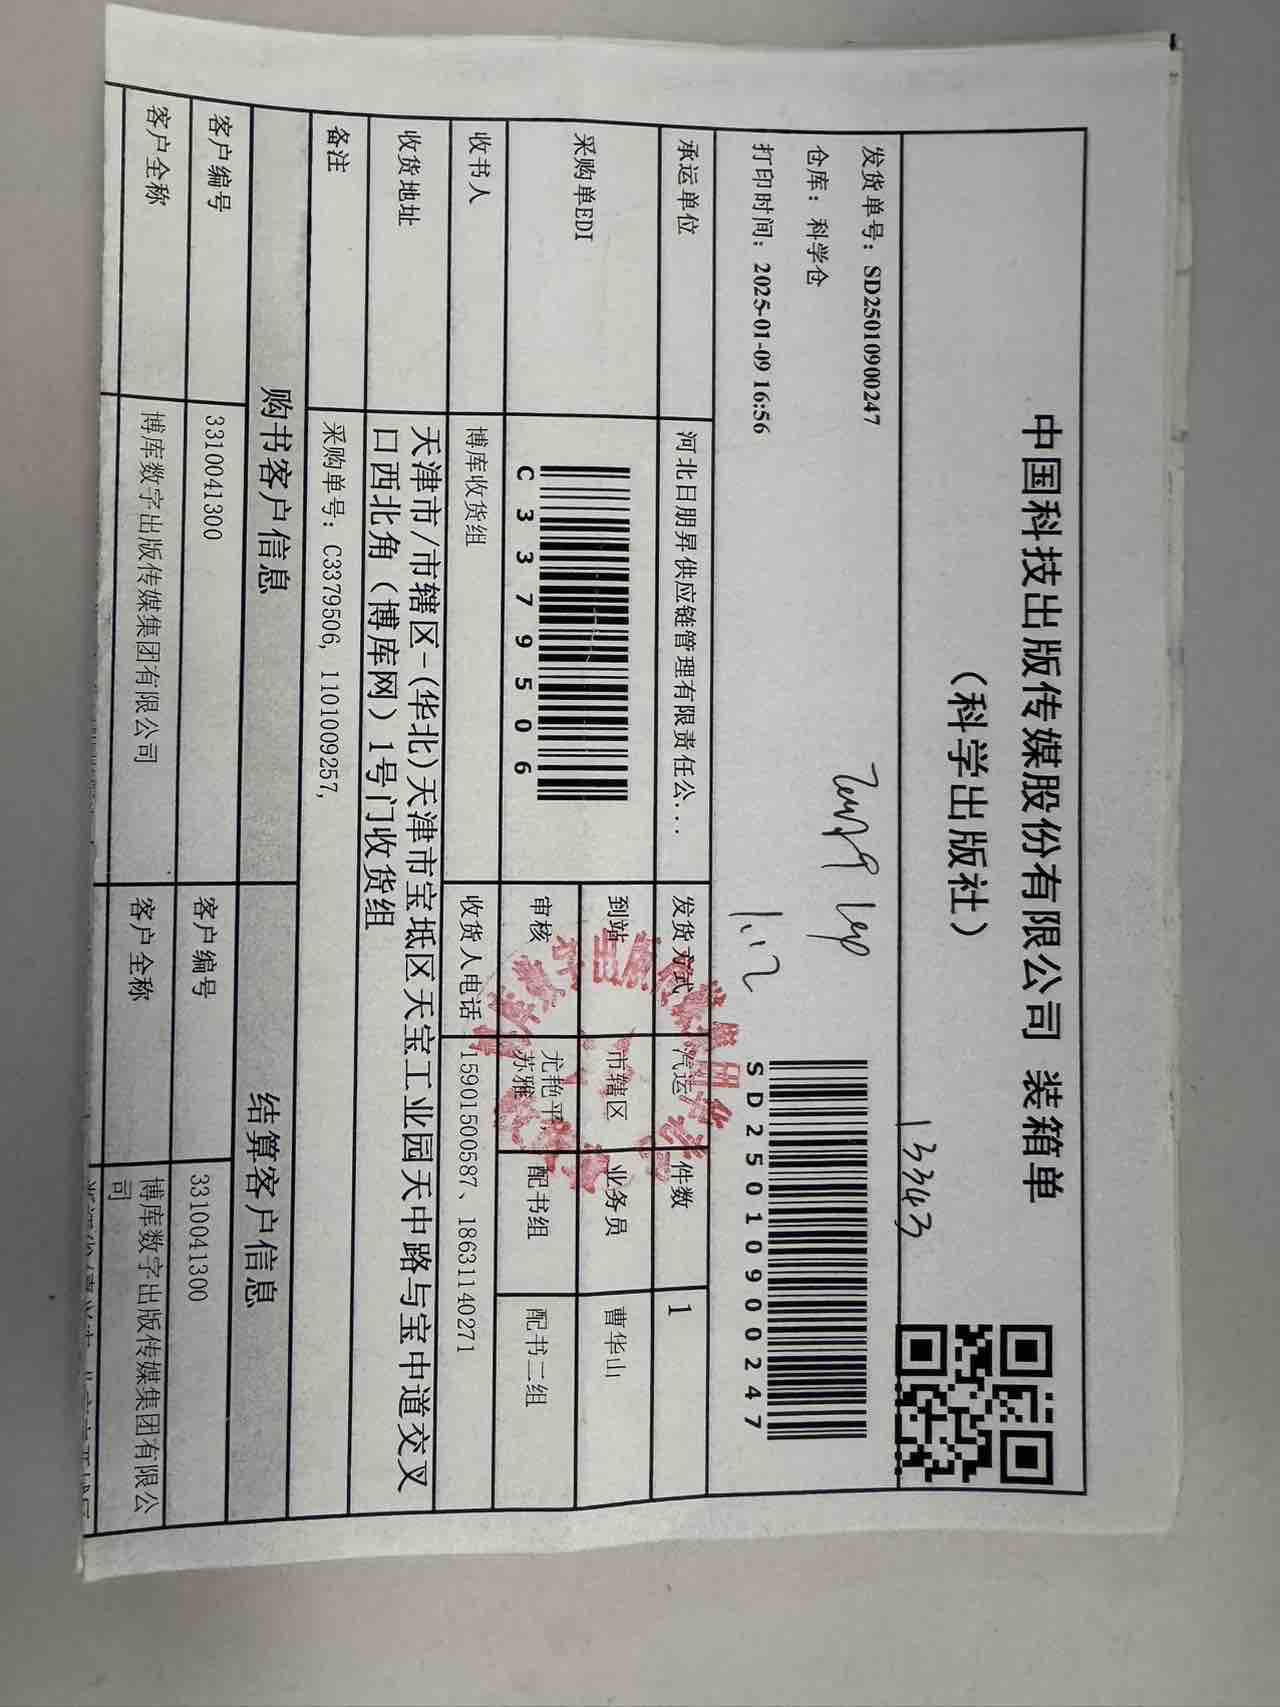 中国科技出版传媒股份有限公司 装箱单
（科学出版社）
13343
发货单号：SD250109000247
仓库：科学仓
打印时间：2025-01-09 16:56
1.12
SD250109000247
承运单位 河北日朋昇供应链管理有限责任公... 发货方式 汽运 件数 1
采购单EDI
C3379506
到站 市辖区 业务员 曹华山
审核 尤艳平, 苏雅 配书组 配书二组
收书人 博库收货组 收货人电话 15901500587、18631140271
收货地址 天津市/市辖区-(华北)天津市宝坻区天宝工业园天中路与宝中道交叉
口西北角（博库网）1号门收货组
备注 采购单号：C3379506, 1101009257,
购书客户信息 结算客户信息
客户编号 3310041300 客户编号 3310041300
客户全称 博库数字出版传媒集团有限公司 客户全称 博库数字出版传媒集团有限公
司